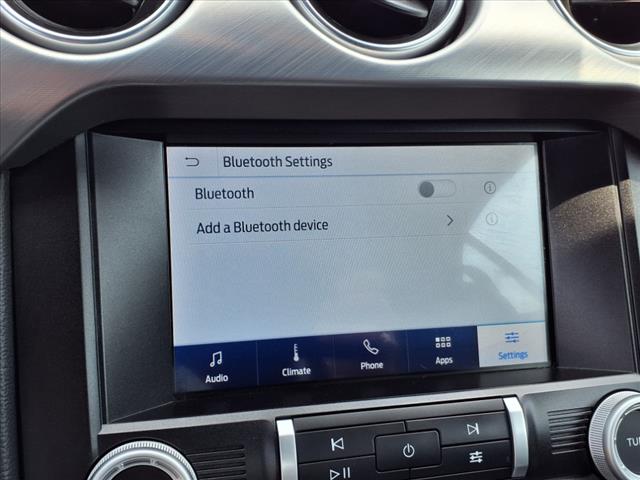 Bluetooth Settings
Bluetooth
Add a Bluetooth device
Audio
Climate
Phone
Apps
Settings